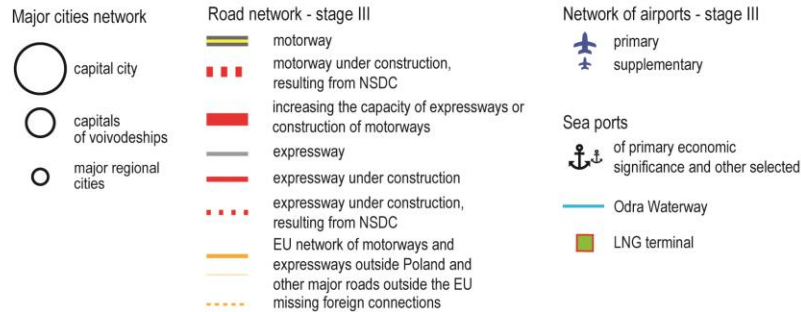 Major cities network
capital city
capitals
of voivodeships
major regional
cities
Road network - stage III
motorway
motorway under construction,
resulting from NSDC
increasing the capacity of expressways or
construction of motorways
expressway
expressway under construction
expressway under construction,
resulting from NSDC
EU network of motorways and
expressways outside Poland and
other major roads outside the EU
missing foreign connections
Network of airports - stage III
primary
supplementary
Sea ports
of primary economic
significance and other selected
Odra Waterway
LNG terminal